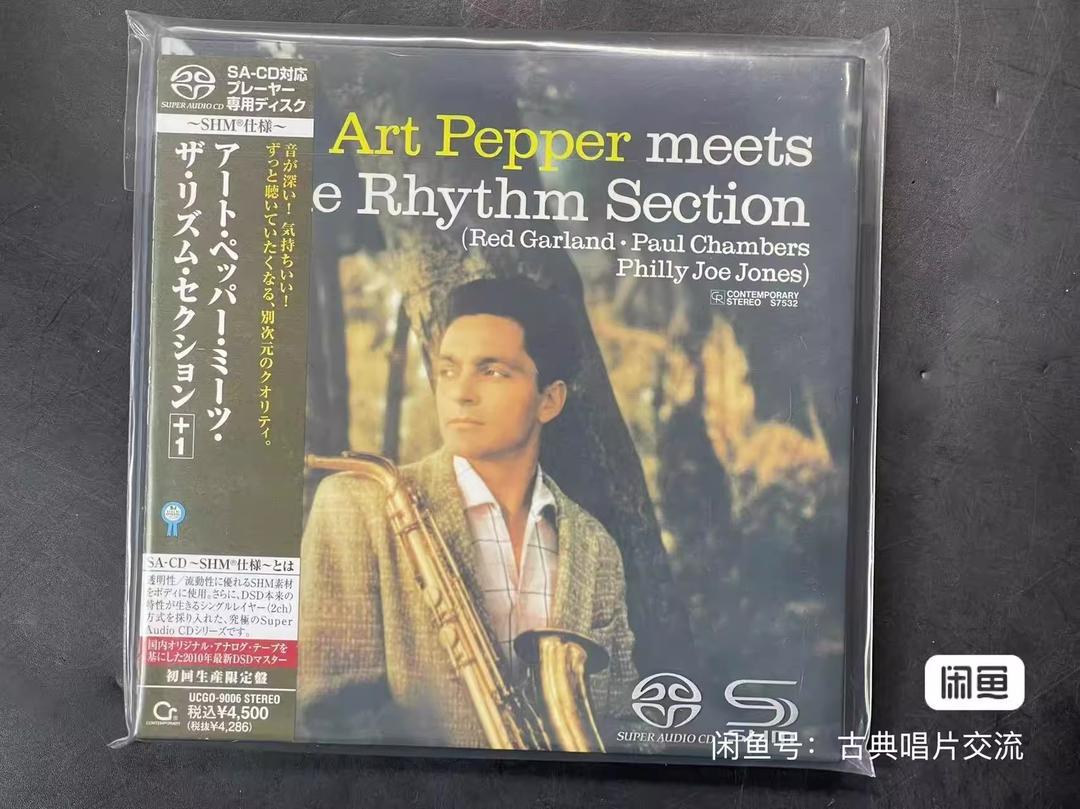 SUPER AUDIO CD
SA-CD対応
プレーヤー
専用ディスク
～SHM®仕様～
音が深い！ 気持ちいい！
ずっと聴いていたくなる、別次元のクオリティ。
アート・ペッパー・ミーツ・
ザ・リズム・セクション+1
SA-CD ～SHM®仕様～とは
透明性／流動性に優れるSHM素材
をボディに使用。さらに、DSD本来の
特性が生きるシングルレイヤー(2ch)
方式を採り入れた、究極のSuper
Audio CDシリーズです。
国内オリジナル・アナログ・テープを
基にした2010年最新DSDマスター
初回生産限定盤
UCGO-9006 STEREO
税込¥4,500
(税抜¥4,286)
CR
CONTEMPORARY
Art Pepper meets
e Rhythm Section
(Red Garland · Paul Chambers
Philly Joe Jones)
CR CONTEMPORARY
STEREO S7532
SUPER AUDIO CD
SHM
闲鱼
闲鱼号：古典唱片交流